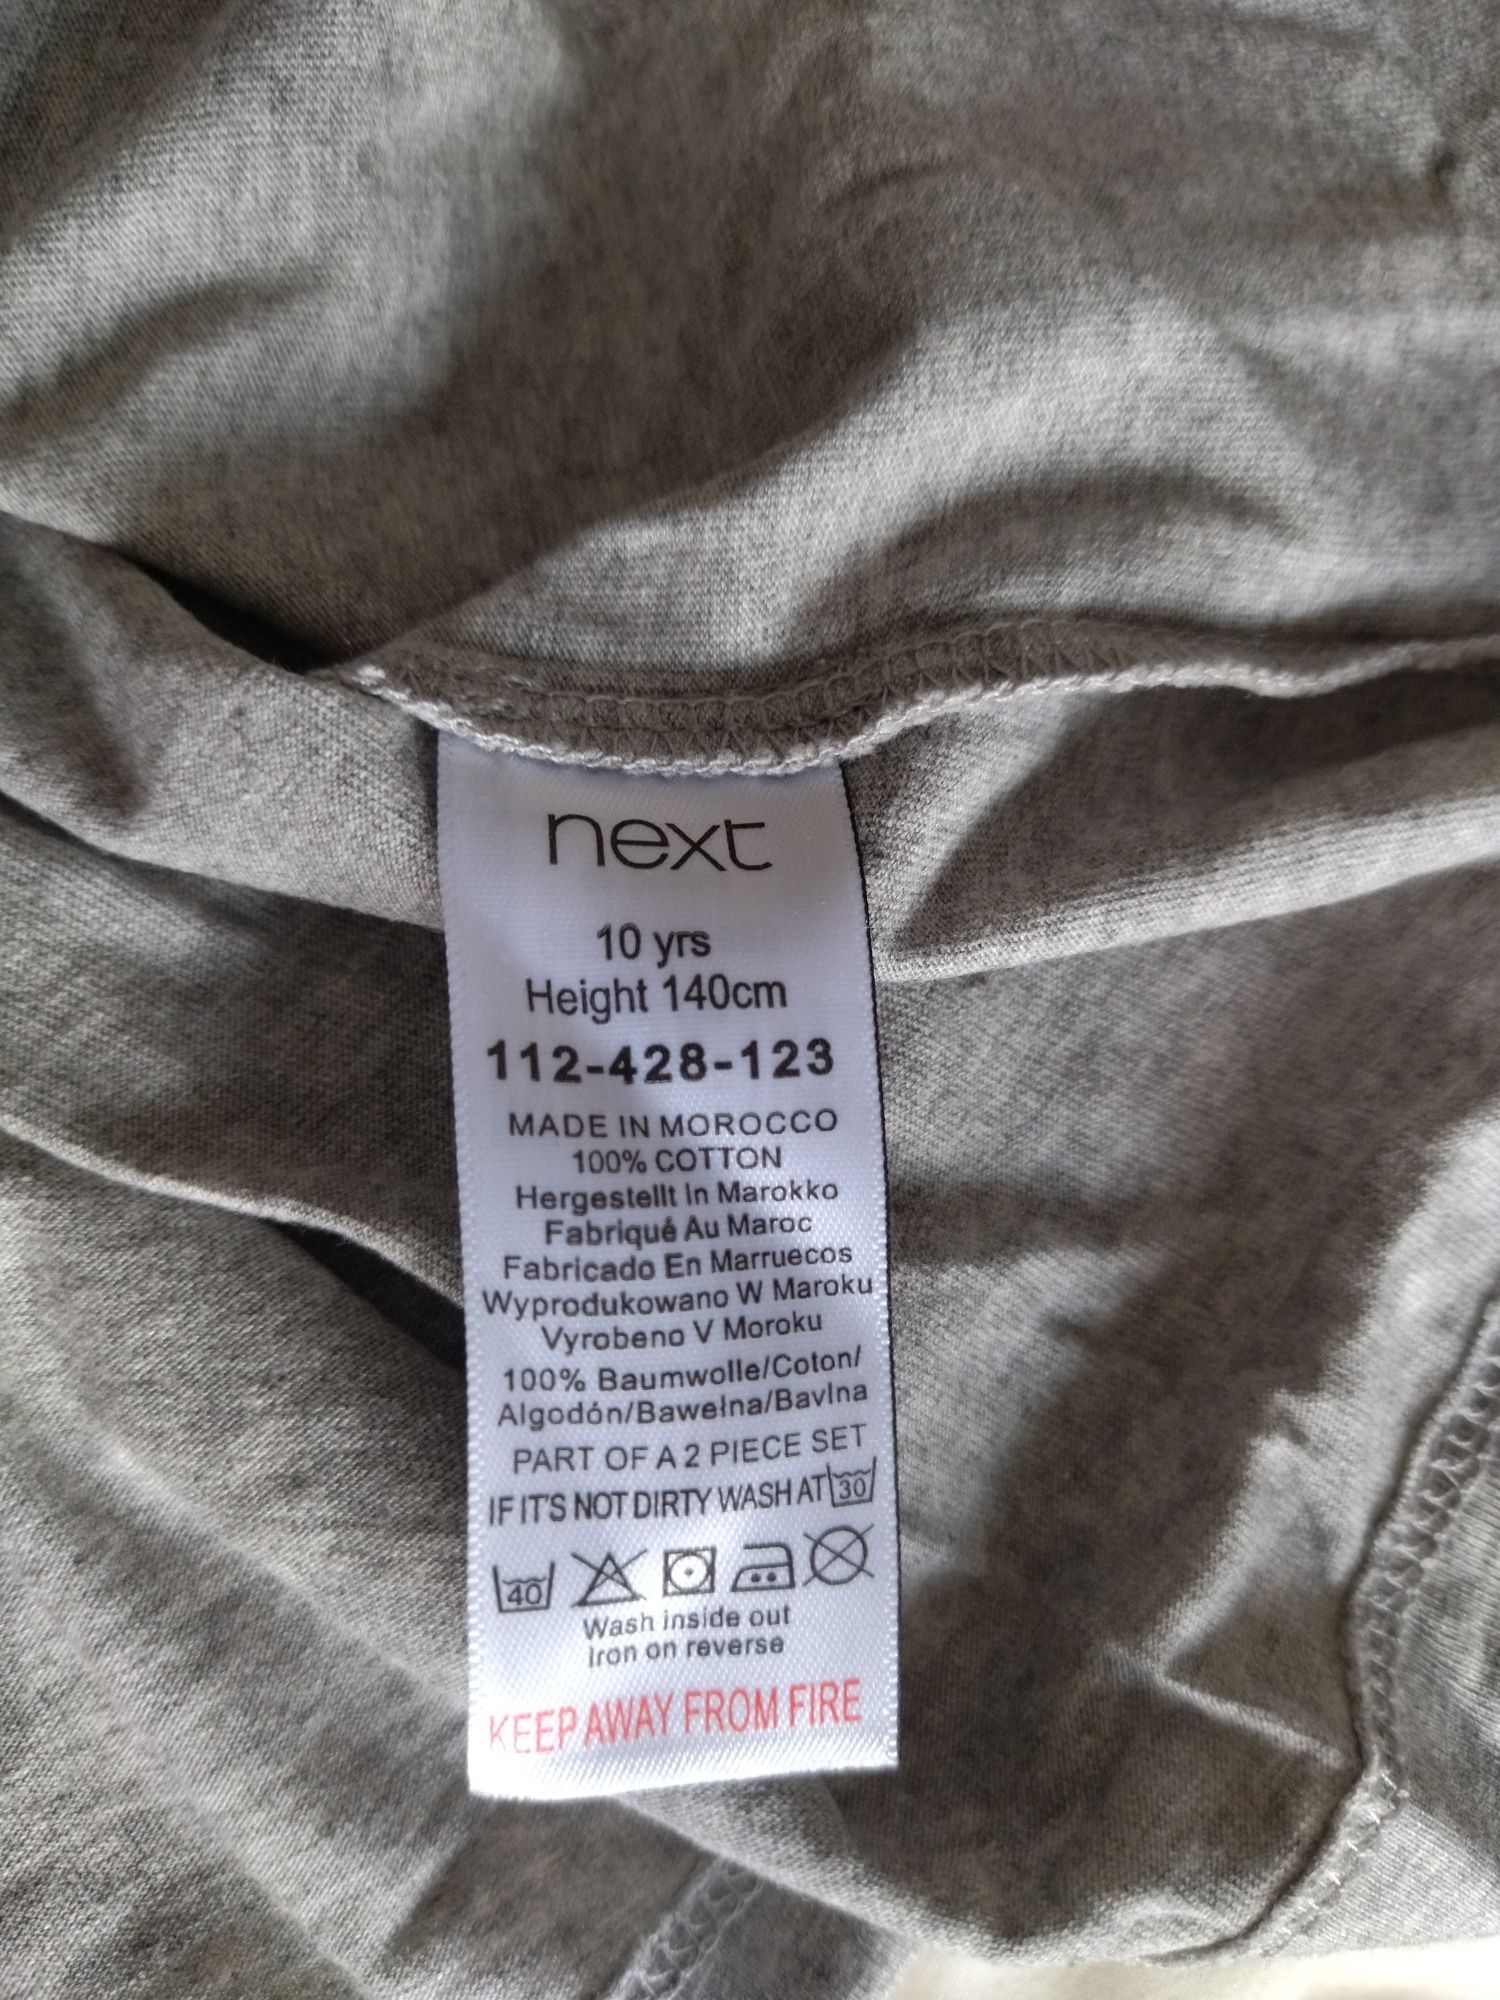 next
10 yrs
Height 140cm
112-428-123
MADE IN MOROCCO
100% COTTON
Hergestellt In Marokko
Fabriqué Au Maroc
Fabricado En Marruecos
Wyprodukowano W Maroku
Vyrobeno V Moroku
100% Baumwolle/Coton/
Algodón/Bawełna/Bavlna
PART OF A 2 PIECE SET
IF IT'S NOT DIRTY WASH AT 30
40
Wash inside out
Iron on reverse
KEEP AWAY FROM FIRE